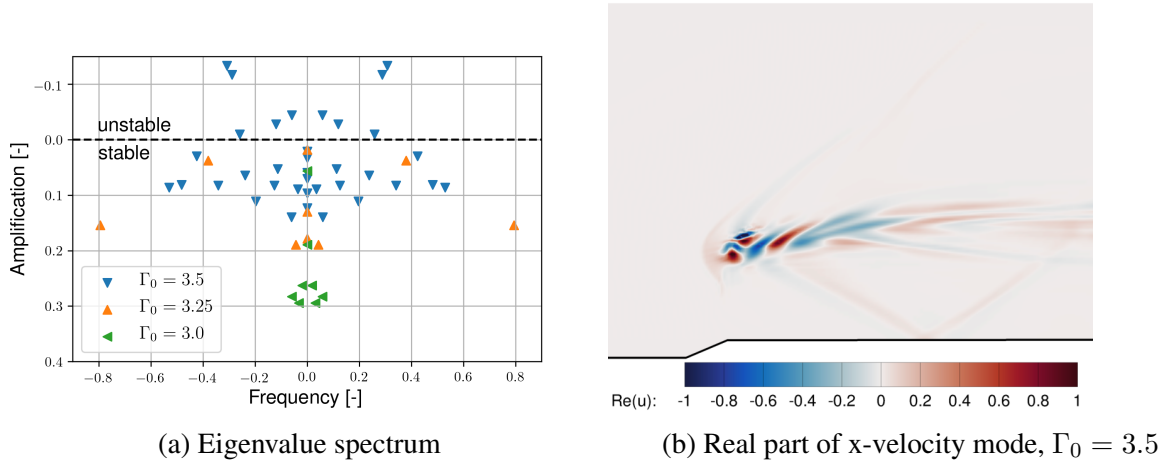 −0.1
0.0
0.1
0.2
0.3
0.4
Amplification [-]
unstable
stable
Γ₀ = 3.5
Γ₀ = 3.25
Γ₀ = 3.0
−0.8 −0.6 −0.4 −0.2 0.0 0.2 0.4 0.6 0.8
Frequency [-]
Re(u): -1 -0.8 -0.6 -0.4 -0.2 0 0.2 0.4 0.6 0.8 1
(a) Eigenvalue spectrum
(b) Real part of x-velocity mode, Γ₀ = 3.5